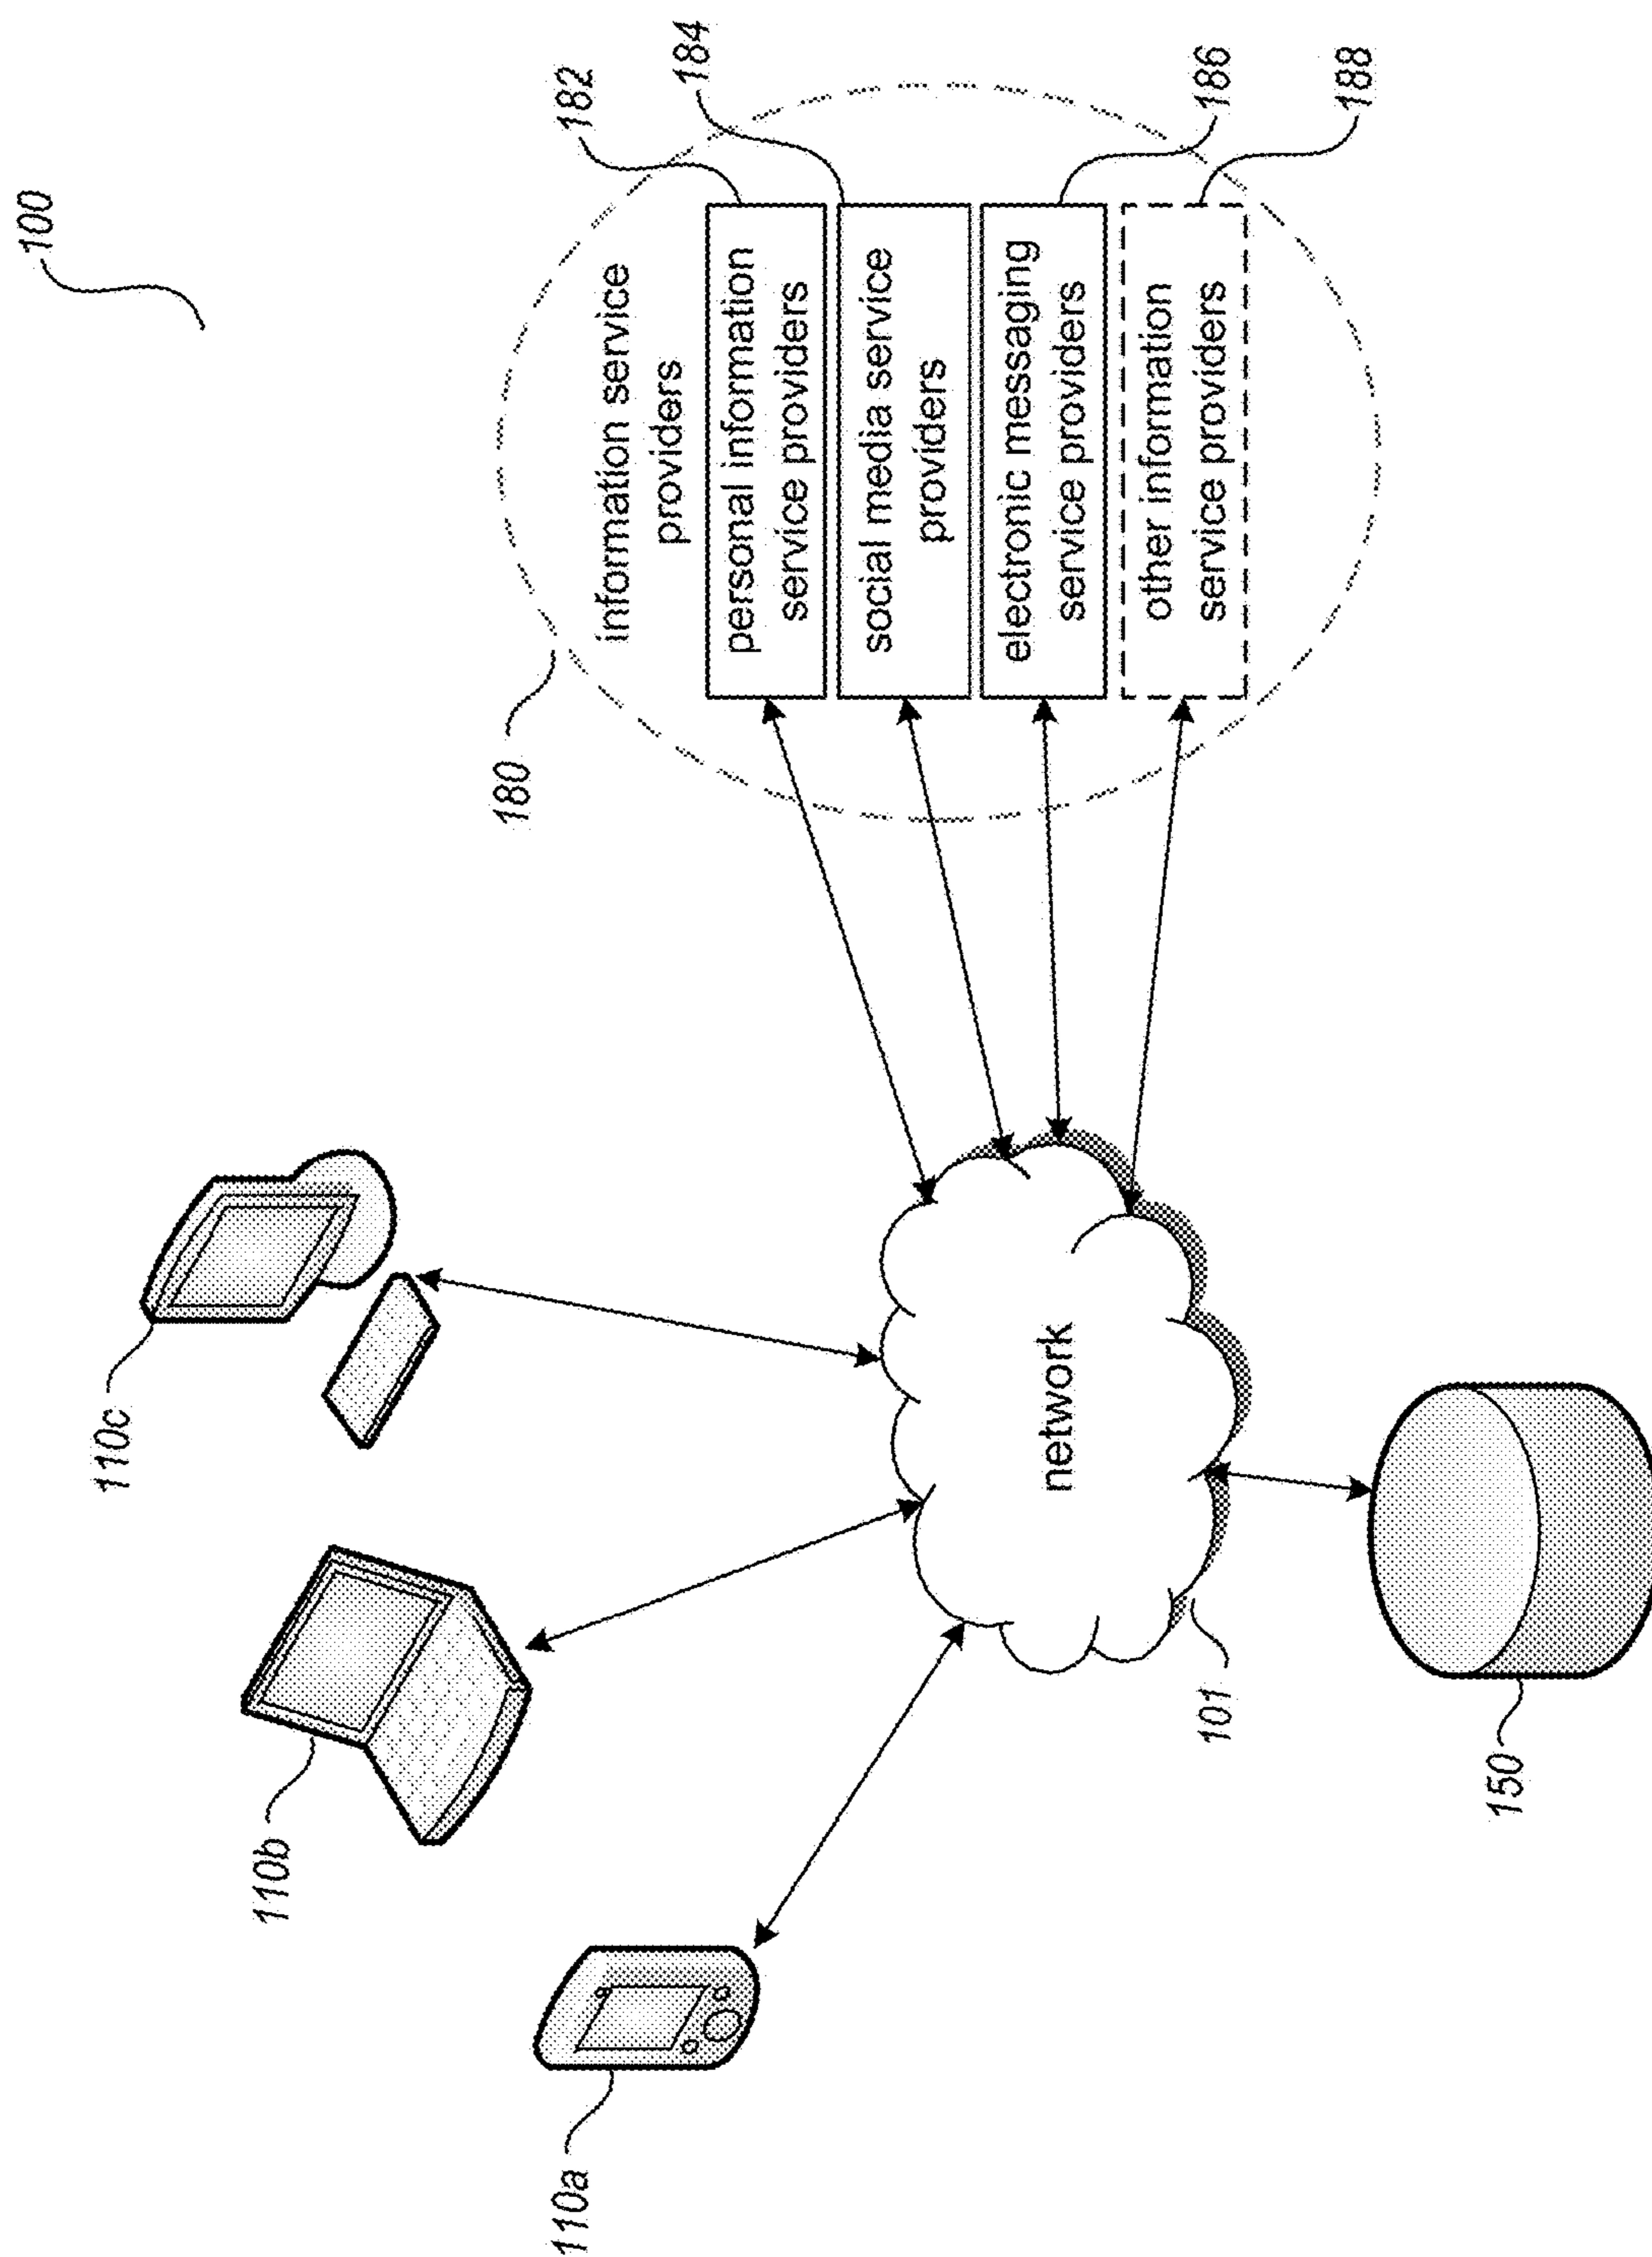 100
110c
110b
110a
180
information service
providers
182
personal information
service providers
184
social media service
providers
186
electronic messaging
service providers
188
other information
service providers
network
101
150